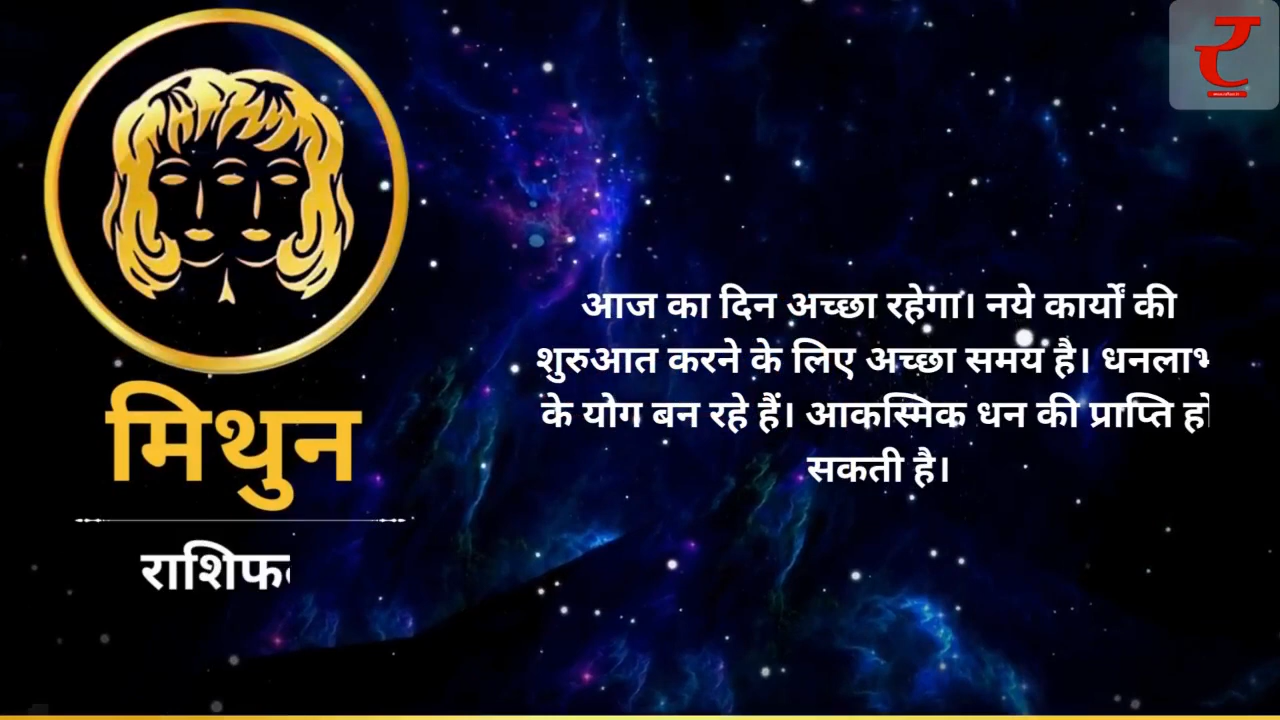 मिथुन
आज का दिन अच्छा रहेगा। नये कार्यों की
शुरुआत करने के लिए अच्छा समय है। धनलाभ
के योग बन रहे हैं। आकस्मिक धन की प्राप्ति हो
सकती है।